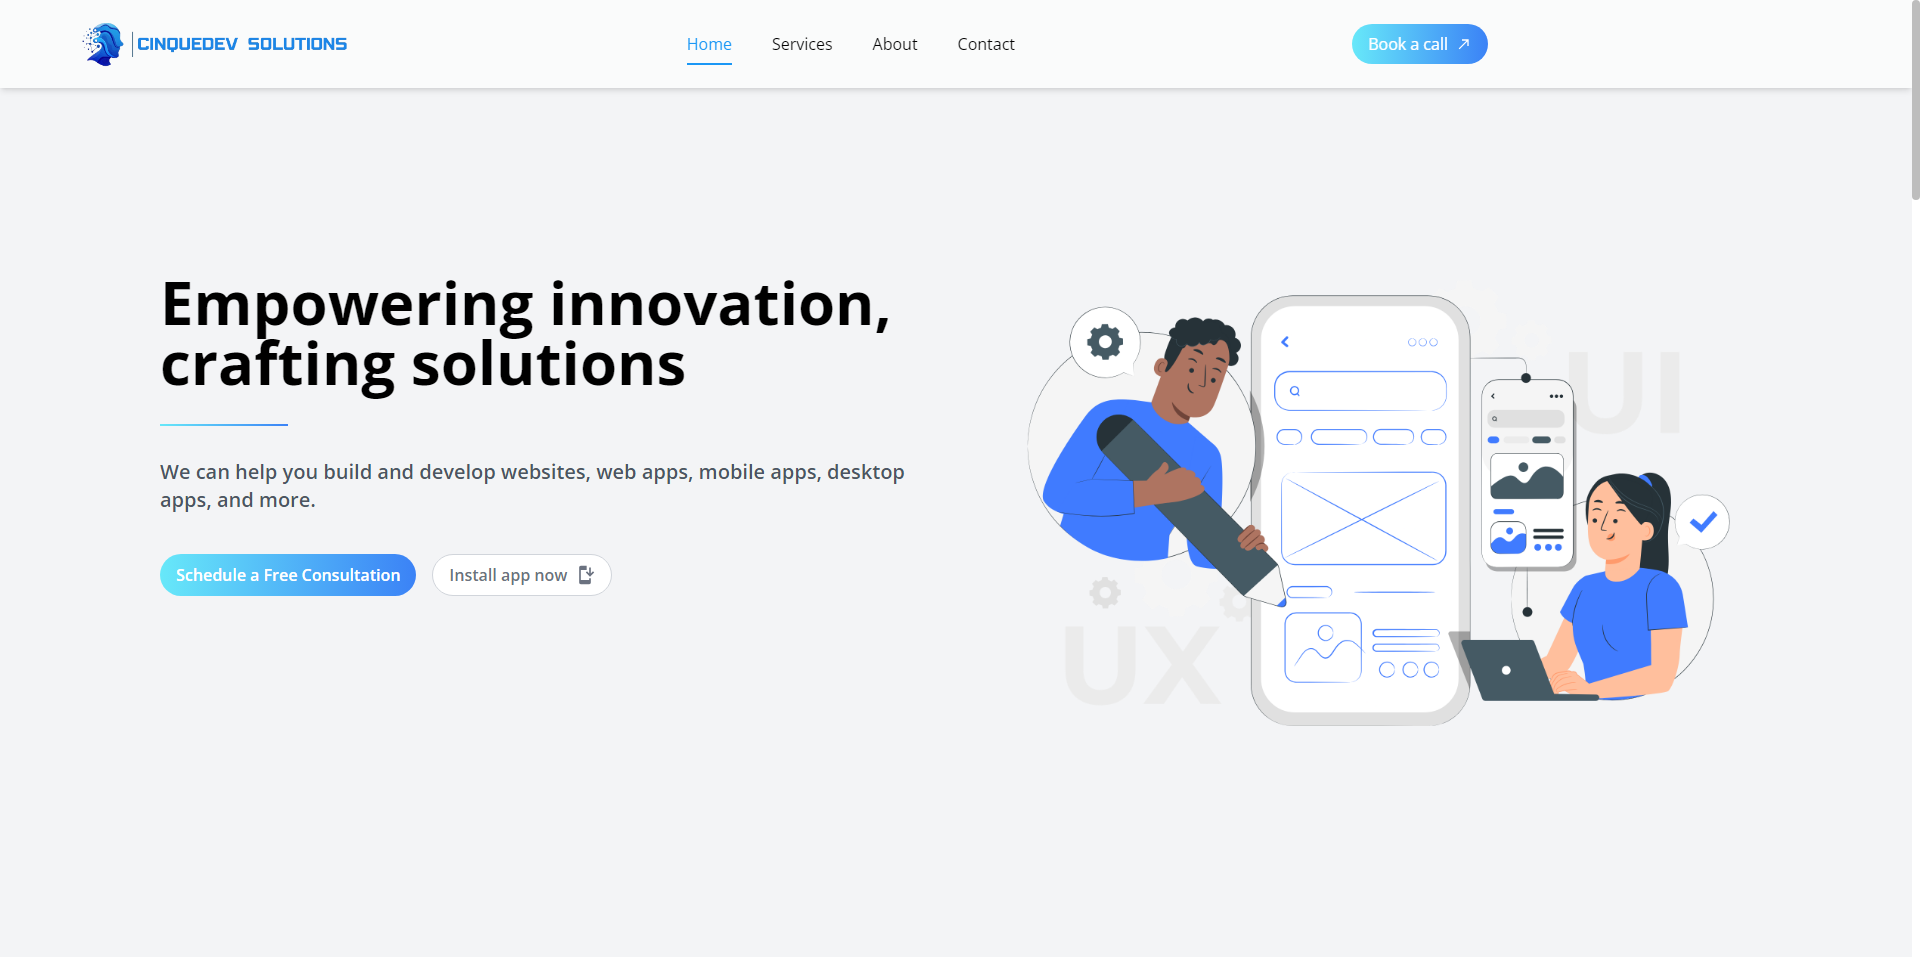 CINQUEDEV SOLUTIONS
Home Services About Contact
Book a call
Empowering innovation,
crafting solutions
We can help you build and develop websites, web apps, mobile apps, desktop
apps, and more.
Schedule a Free Consultation
Install app now
UI
UX